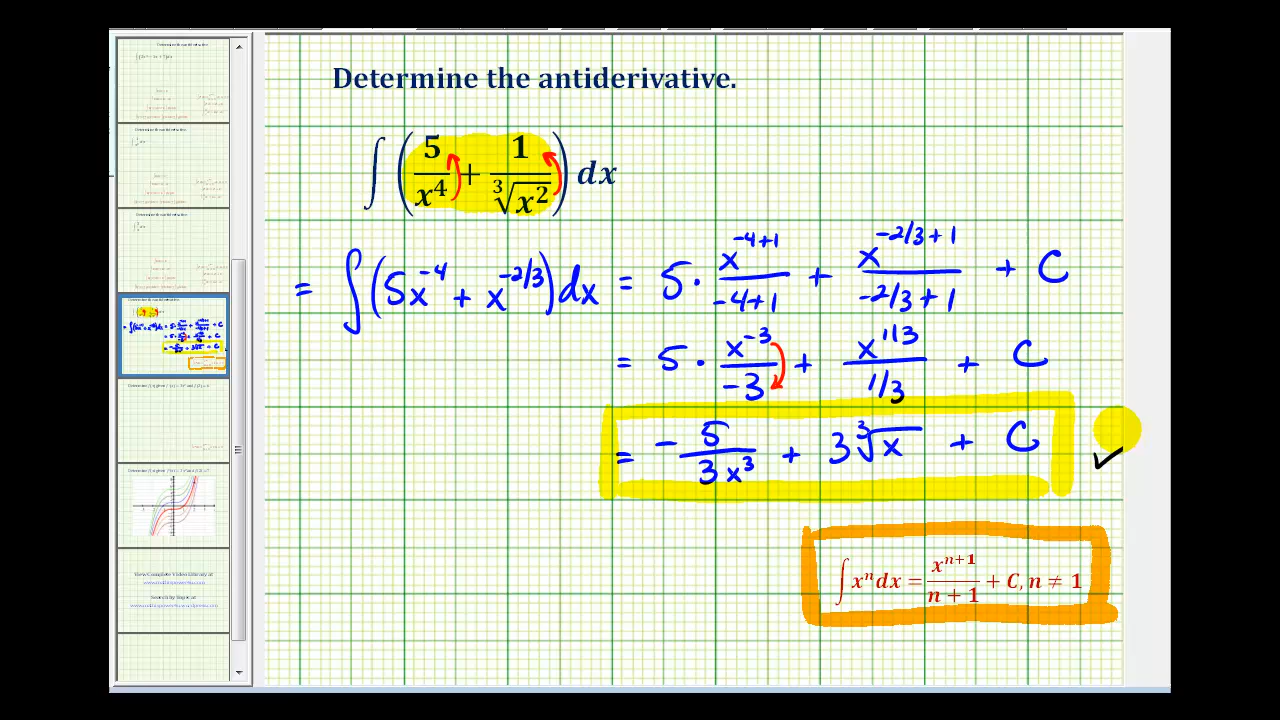 Determine the antiderivative.
∫ (5/x⁴ + 1/∛x²) dx
= ∫ (5x⁻⁴ + x^(-2/3)) dx = 5 · x^(-4+1)/(-4+1) + x^(-2/3+1)/(-2/3+1) + C
= 5 · x⁻³/-3 + x^(1/3)/(1/3) + C
= - 5/3x³ + 3∛x + C ✓
∫ xⁿ dx = xⁿ⁺¹/(n + 1) + C, n ≠ 1